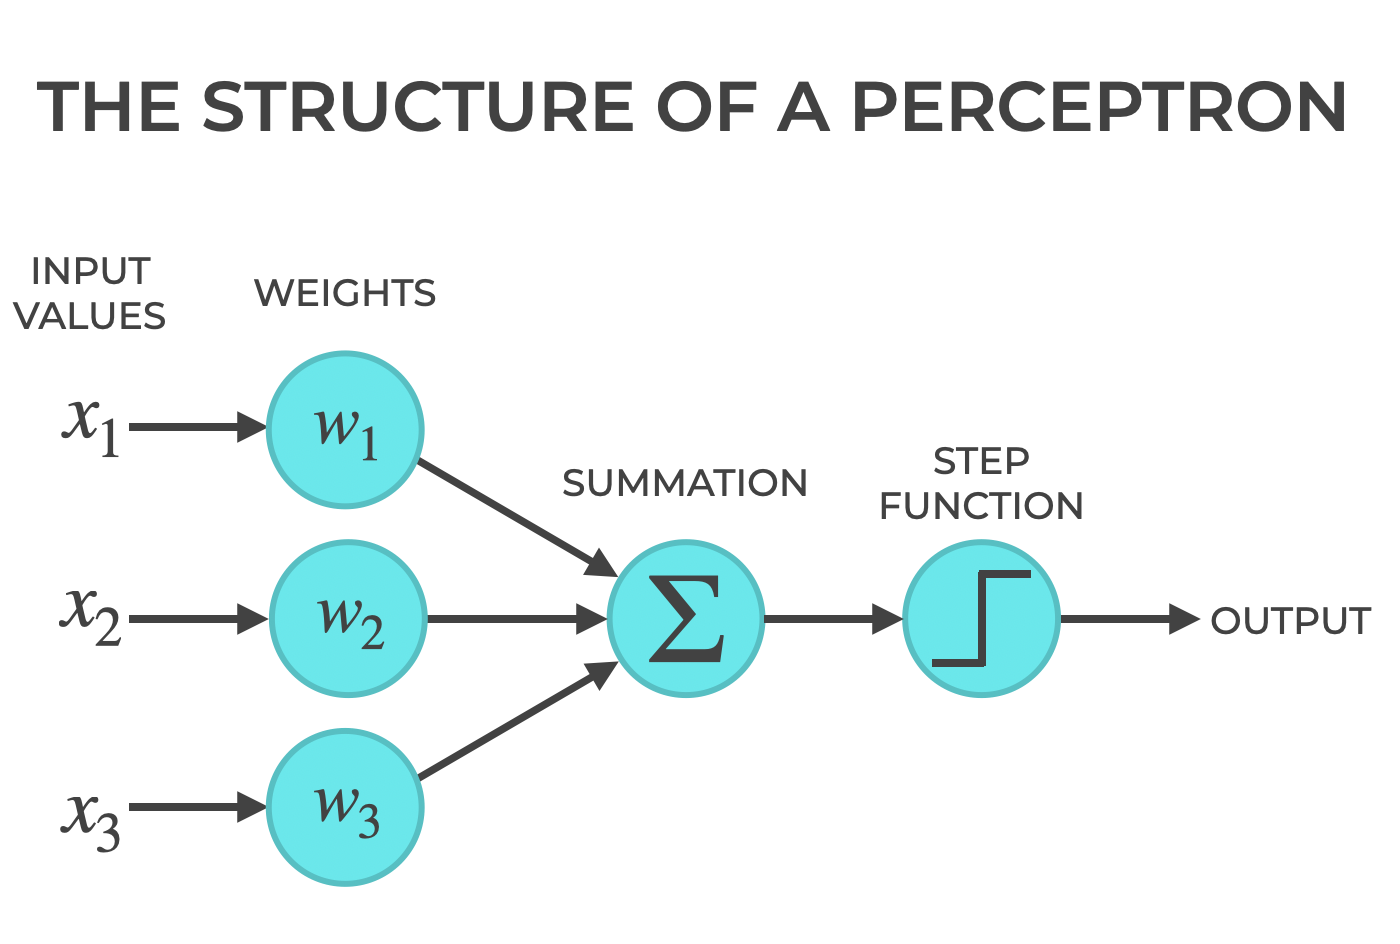 THE STRUCTURE OF A PERCEPTRON
INPUT
VALUES
WEIGHTS
x₁
w₁
SUMMATION
STEP
FUNCTION
x₂
w₂
Σ
OUTPUT
x₃
w₃